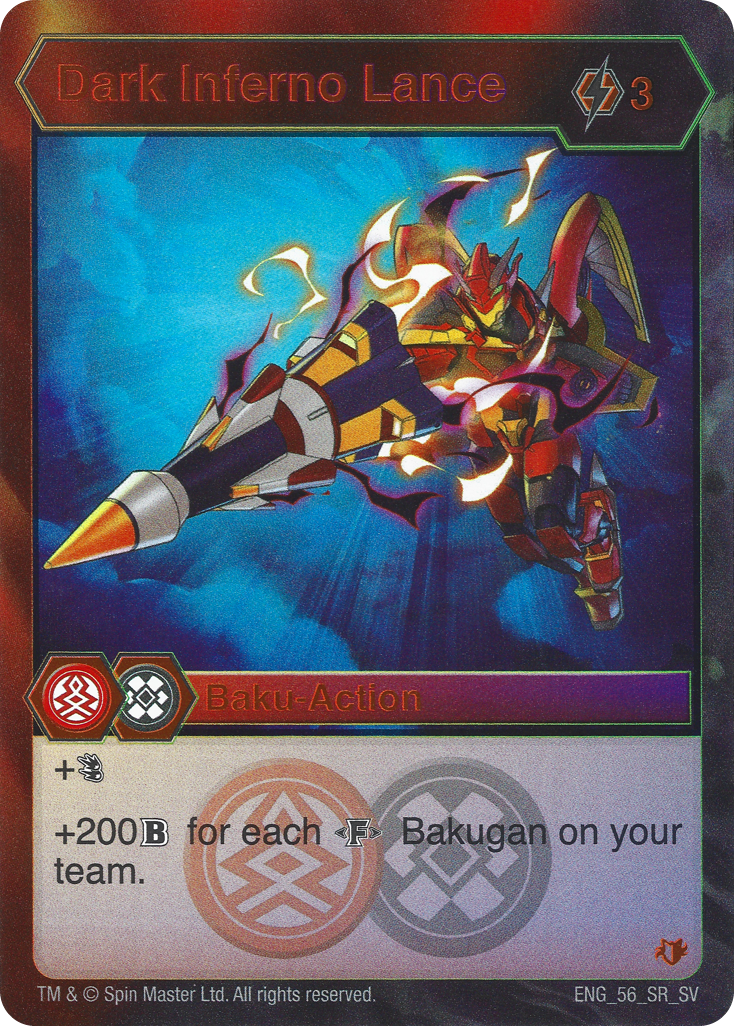 Dark Inferno Lance
3
Baku-Action
+
+200B for each <F> Bakugan on your
team.
TM & © Spin Master Ltd. All rights reserved.
ENG_56_SR_SV